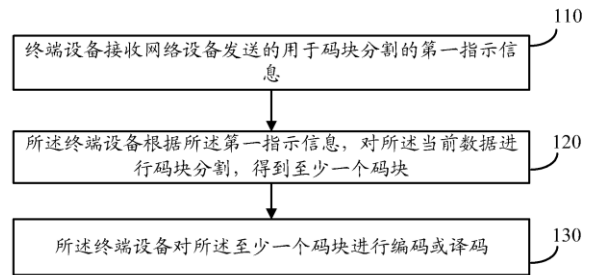 110
终端设备接收网络设备发送的用于码块分割的第一指示信
息
所述终端设备根据所述第一指示信息，对所述当前数据进
行码块分割，得到至少一个码块
120
所述终端设备对所述至少一个码块进行编码或译码
130